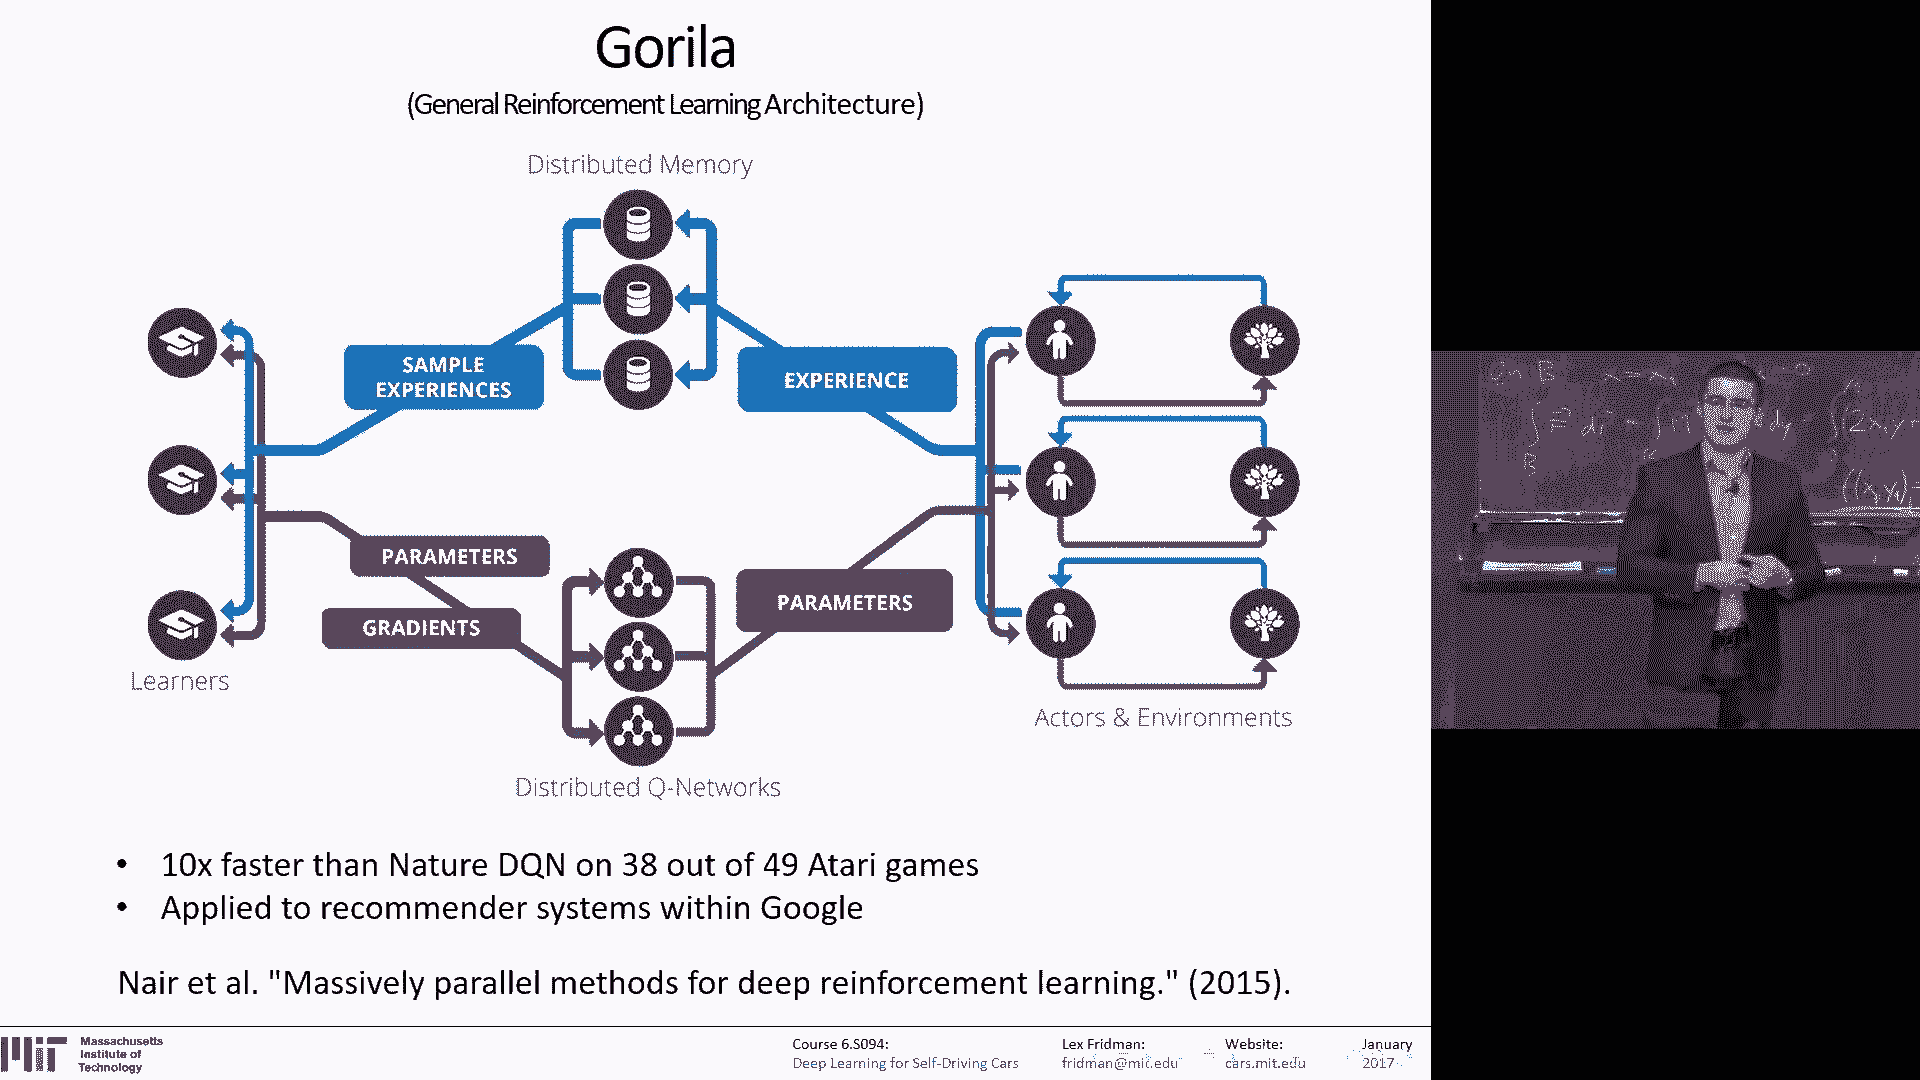 Gorila
(General Reinforcement Learning Architecture)
Distributed Memory
SAMPLE
EXPERIENCES
EXPERIENCE
PARAMETERS
GRADIENTS
PARAMETERS
Learners
Actors & Environments
Distributed Q-Networks
• 10x faster than Nature DQN on 38 out of 49 Atari games
• Applied to recommender systems within Google
Nair et al. "Massively parallel methods for deep reinforcement learning." (2015).
Massachusetts
Institute of
Technology
Course 6.S094:
Deep Learning for Self-Driving Cars
Lex Fridman:
fridman@mit.edu
Website:
cars.mit.edu
January
2017